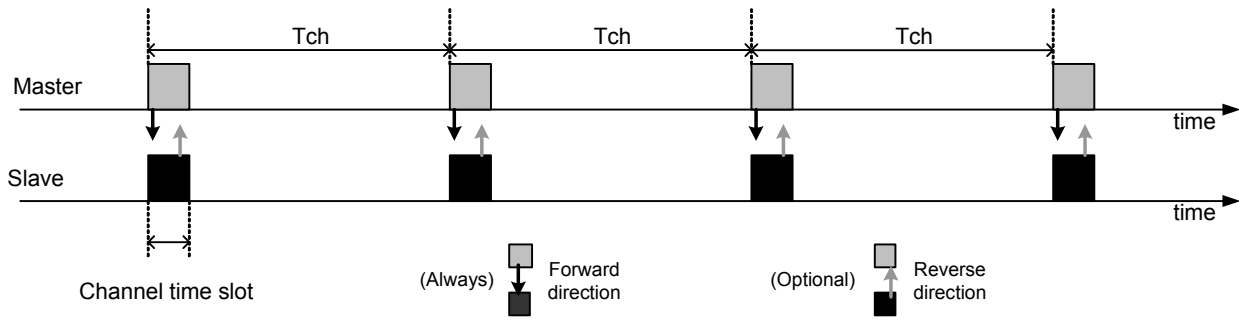 Tch
Tch
Tch
Master
time
Slave
time
Channel time slot
(Always)
Forward
direction
(Optional)
Reverse
direction